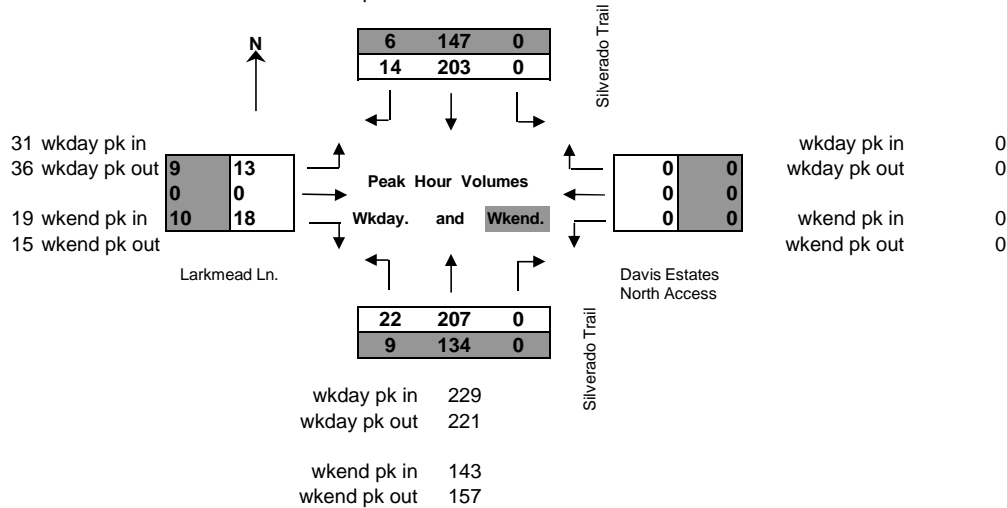 6 147 0
14 203 0
Silverado Trail
N
31 wkday pk in
36 wkday pk out
19 wkend pk in
15 wkend pk out
9 13
0 0
10 18
Peak Hour Volumes
Wkday. and Wkend.
0 0
0 0
0 0
wkday pk in 0
wkday pk out 0
wkend pk in 0
wkend pk out 0
Larkmead Ln.
Davis Estates
North Access
22 207 0
9 134 0
Silverado Trail
wkday pk in 229
wkday pk out 221
wkend pk in 143
wkend pk out 157